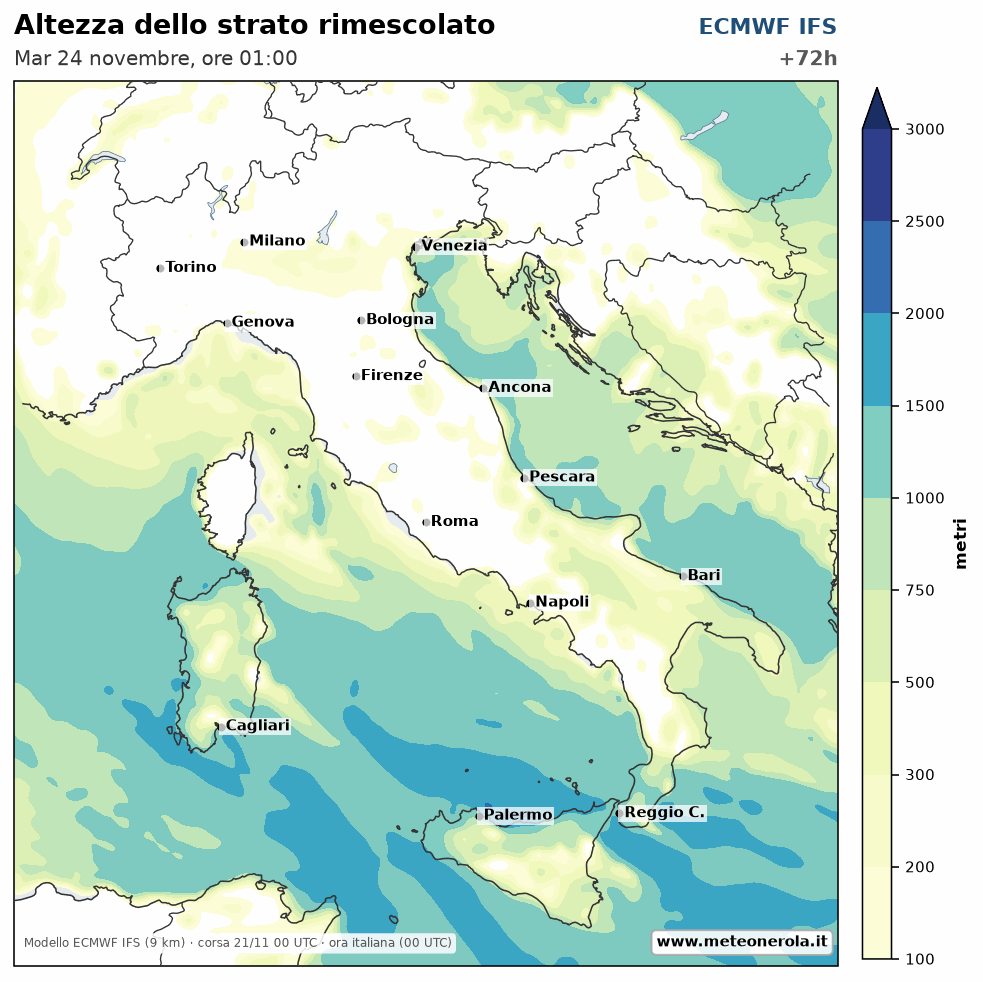 Altezza dello strato rimescolato
ECMWF IFS
Mar 24 novembre, ore 01:00
+72h
Milano
Venezia
Torino
Genova
Bologna
Firenze
Ancona
Pescara
Roma
Bari
Napoli
Cagliari
Palermo
Reggio C.
3000
2500
2000
1500
1000
750
500
300
200
100
metri
Modello ECMWF IFS (9 km) · corsa 21/11 00 UTC · ora italiana (00 UTC)
www.meteonerola.it